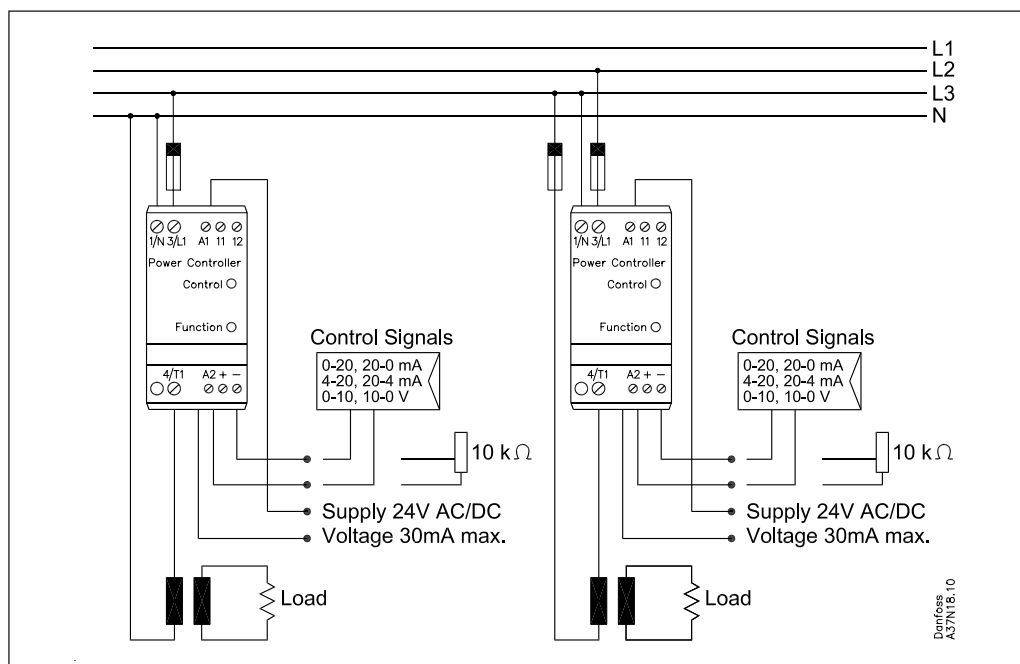 L1
L2
L3
N
1/N 3/L1 A1 11 12
Power Controller
Control
Function
4/T1 A2 + −
Control Signals
0-20, 20-0 mA
4-20, 20-4 mA
0-10, 10-0 V
10 kΩ
Supply 24V AC/DC
Voltage 30mA max.
Load
1/N 3/L1 A1 11 12
Power Controller
Control
Function
4/T1 A2 + −
Control Signals
0-20, 20-0 mA
4-20, 20-4 mA
0-10, 10-0 V
10 kΩ
Supply 24V AC/DC
Voltage 30mA max.
Load
Danfoss
A37N18.10